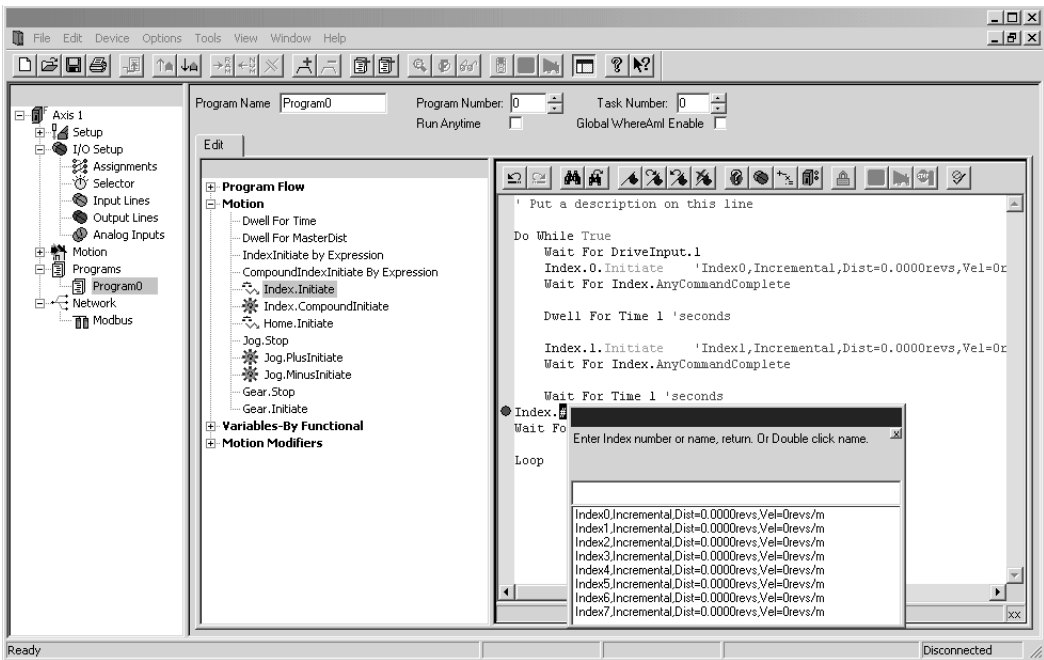 File Edit Device Options Tools View Window Help
Program Name Program0 Program Number: 0 Task Number: 0
Run Anytime Global WhereAmI Enable
Edit
Axis 1
Setup
I/O Setup
Assignments
Selector
Input Lines
Output Lines
Analog Inputs
Motion
Programs
Program0
Network
Modbus
Program Flow
Motion
Dwell For Time
Dwell For MasterDist
IndexInitiate by Expression
CompoundIndexInitiate By Expression
Index.Initiate
Index.CompoundInitiate
Home.Initiate
Jog.Stop
Jog.PlusInitiate
Jog.MinusInitiate
Gear.Stop
Gear.Initiate
Variables-By Functional
Motion Modifiers
' Put a description on this line
Do While True
Wait For DriveInput.1
Index.0.Initiate 'Index0,Incremental,Dist=0.0000revs,Vel=0r
Wait For Index.AnyCommandComplete
Dwell For Time 1 'seconds
Index.1.Initiate 'Index1,Incremental,Dist=0.0000revs,Vel=0r
Wait For Index.AnyCommandComplete
Wait For Time 1 'seconds
Index.#
Wait Fo
Loop
Enter Index number or name, return. Or Double click name.
Index0,Incremental,Dist=0.0000revs,Vel=0revs/m
Index1,Incremental,Dist=0.0000revs,Vel=0revs/m
Index2,Incremental,Dist=0.0000revs,Vel=0revs/m
Index3,Incremental,Dist=0.0000revs,Vel=0revs/m
Index4,Incremental,Dist=0.0000revs,Vel=0revs/m
Index5,Incremental,Dist=0.0000revs,Vel=0revs/m
Index6,Incremental,Dist=0.0000revs,Vel=0revs/m
Index7,Incremental,Dist=0.0000revs,Vel=0revs/m
xx
Ready Disconnected